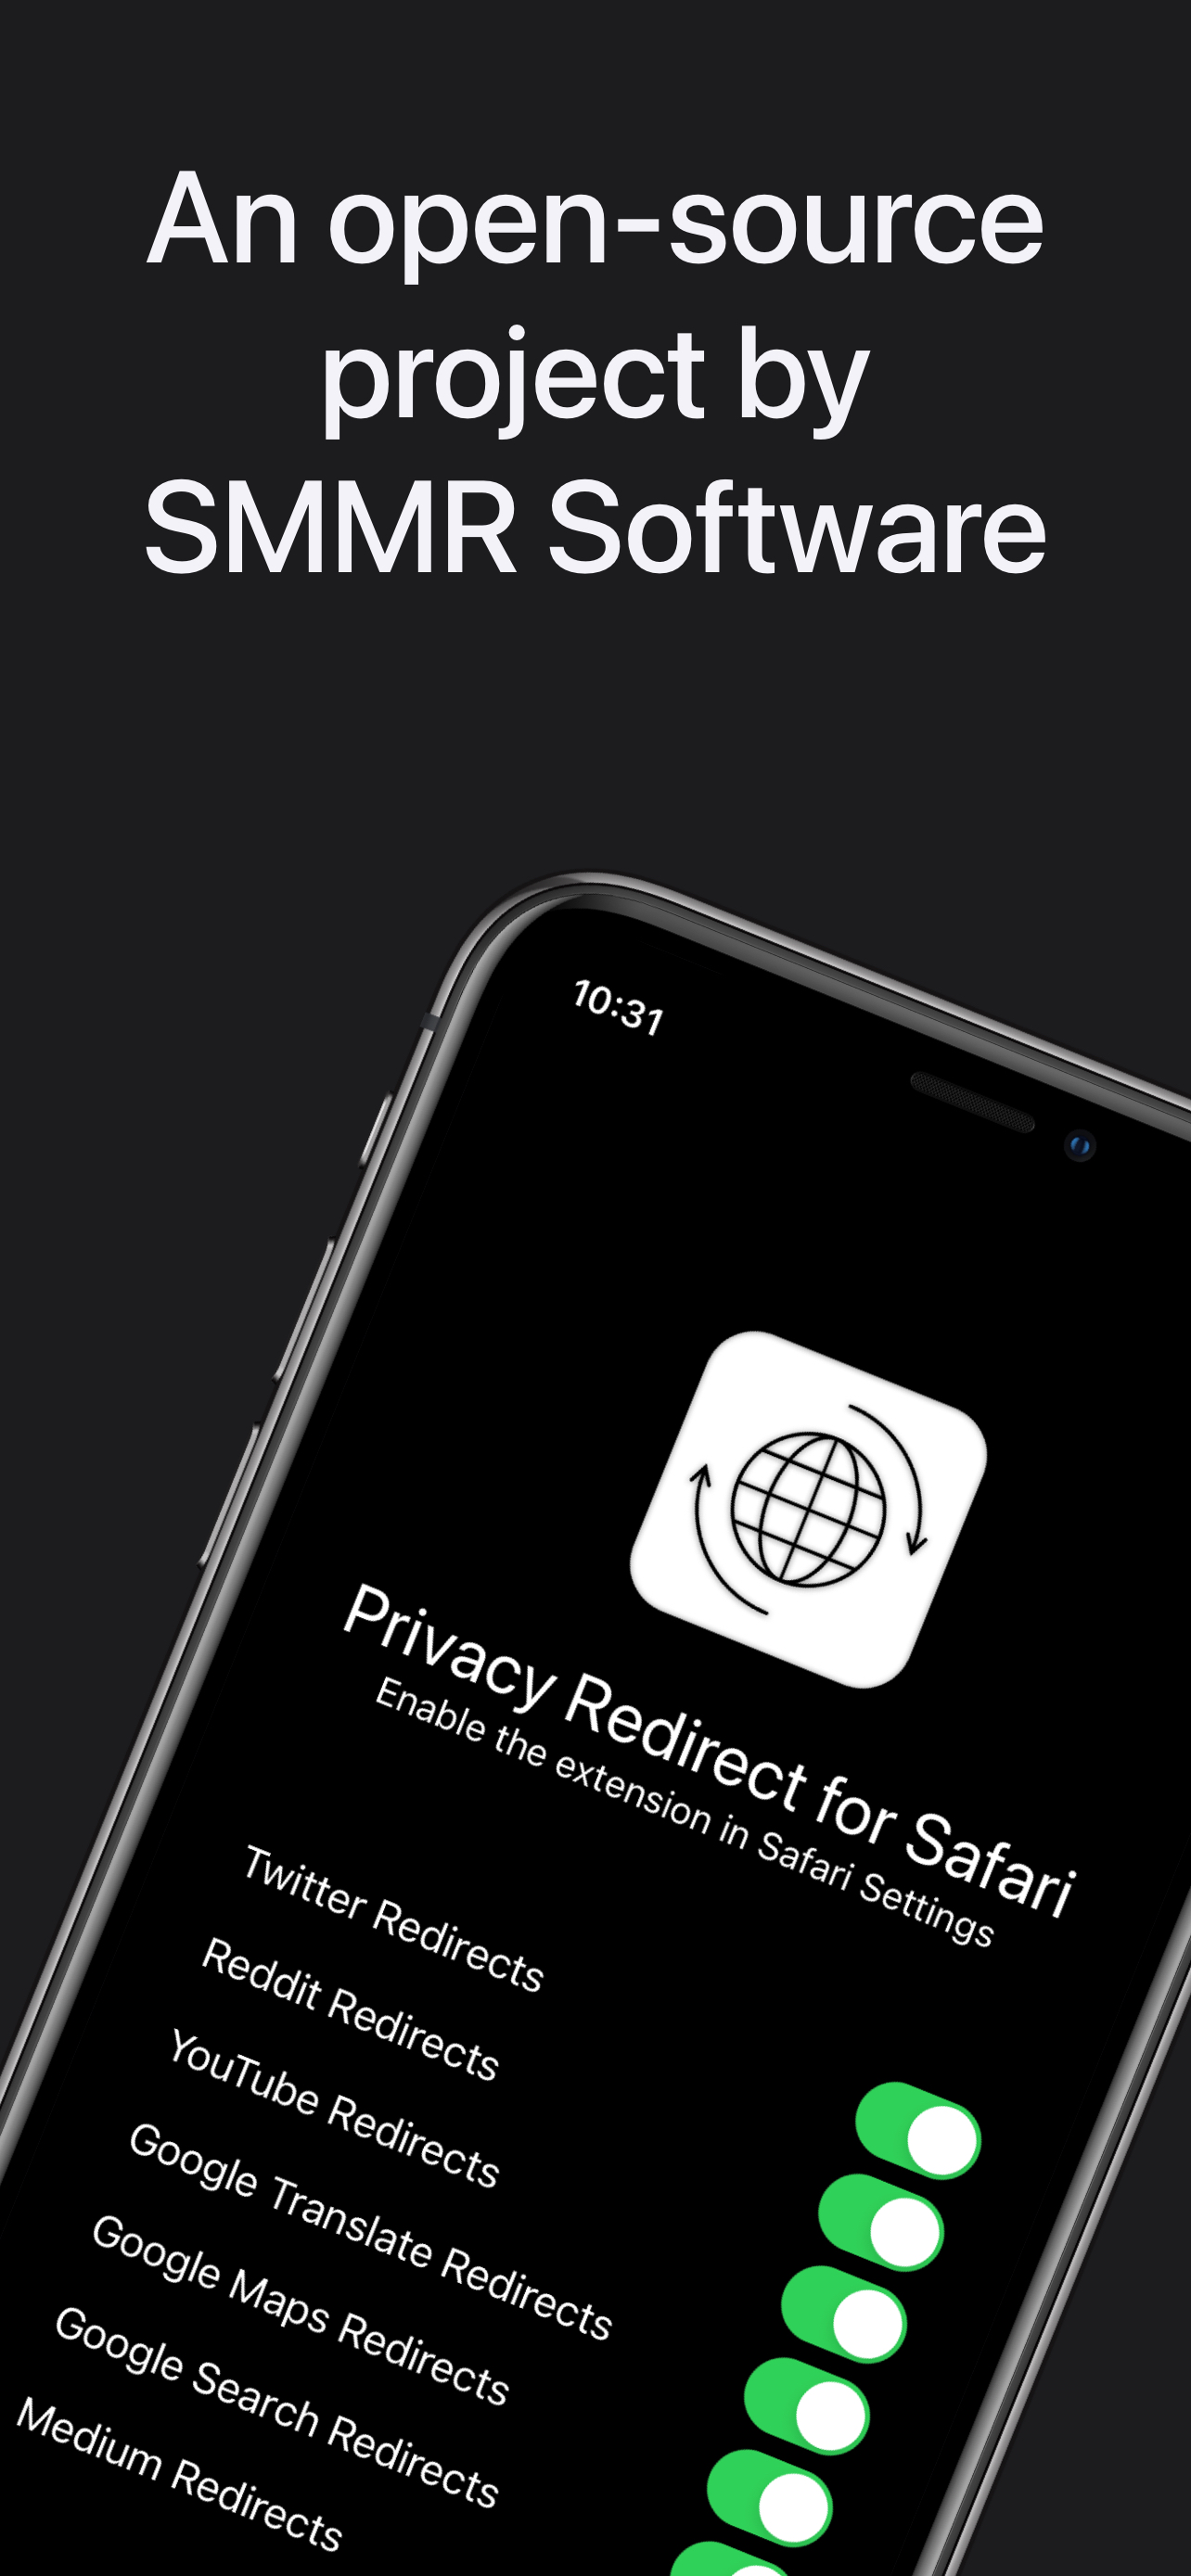 An open-source
project by
SMMR Software
10:31
Privacy Redirect for Safari
Enable the extension in Safari Settings
Twitter Redirects
Reddit Redirects
YouTube Redirects
Google Translate Redirects
Google Maps Redirects
Google Search Redirects
Medium Redirects